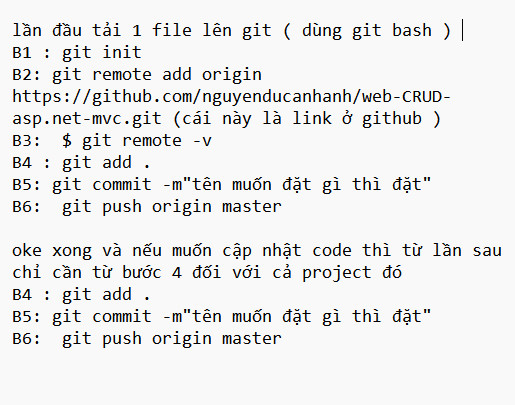 lần đầu tải 1 file lên git ( dùng git bash )
B1 : git init
B2: git remote add origin
https://github.com/nguyenducanhanh/web-CRUD-
asp.net-mvc.git (cái này là link ở github )
B3:  $ git remote -v
B4 : git add .
B5: git commit -m"tên muốn đặt gì thì đặt"
B6:  git push origin master
oke xong và nếu muốn cập nhật code thì từ lần sau
chỉ cần từ bước 4 đối với cả project đó
B4 : git add .
B5: git commit -m"tên muốn đặt gì thì đặt"
B6:  git push origin master